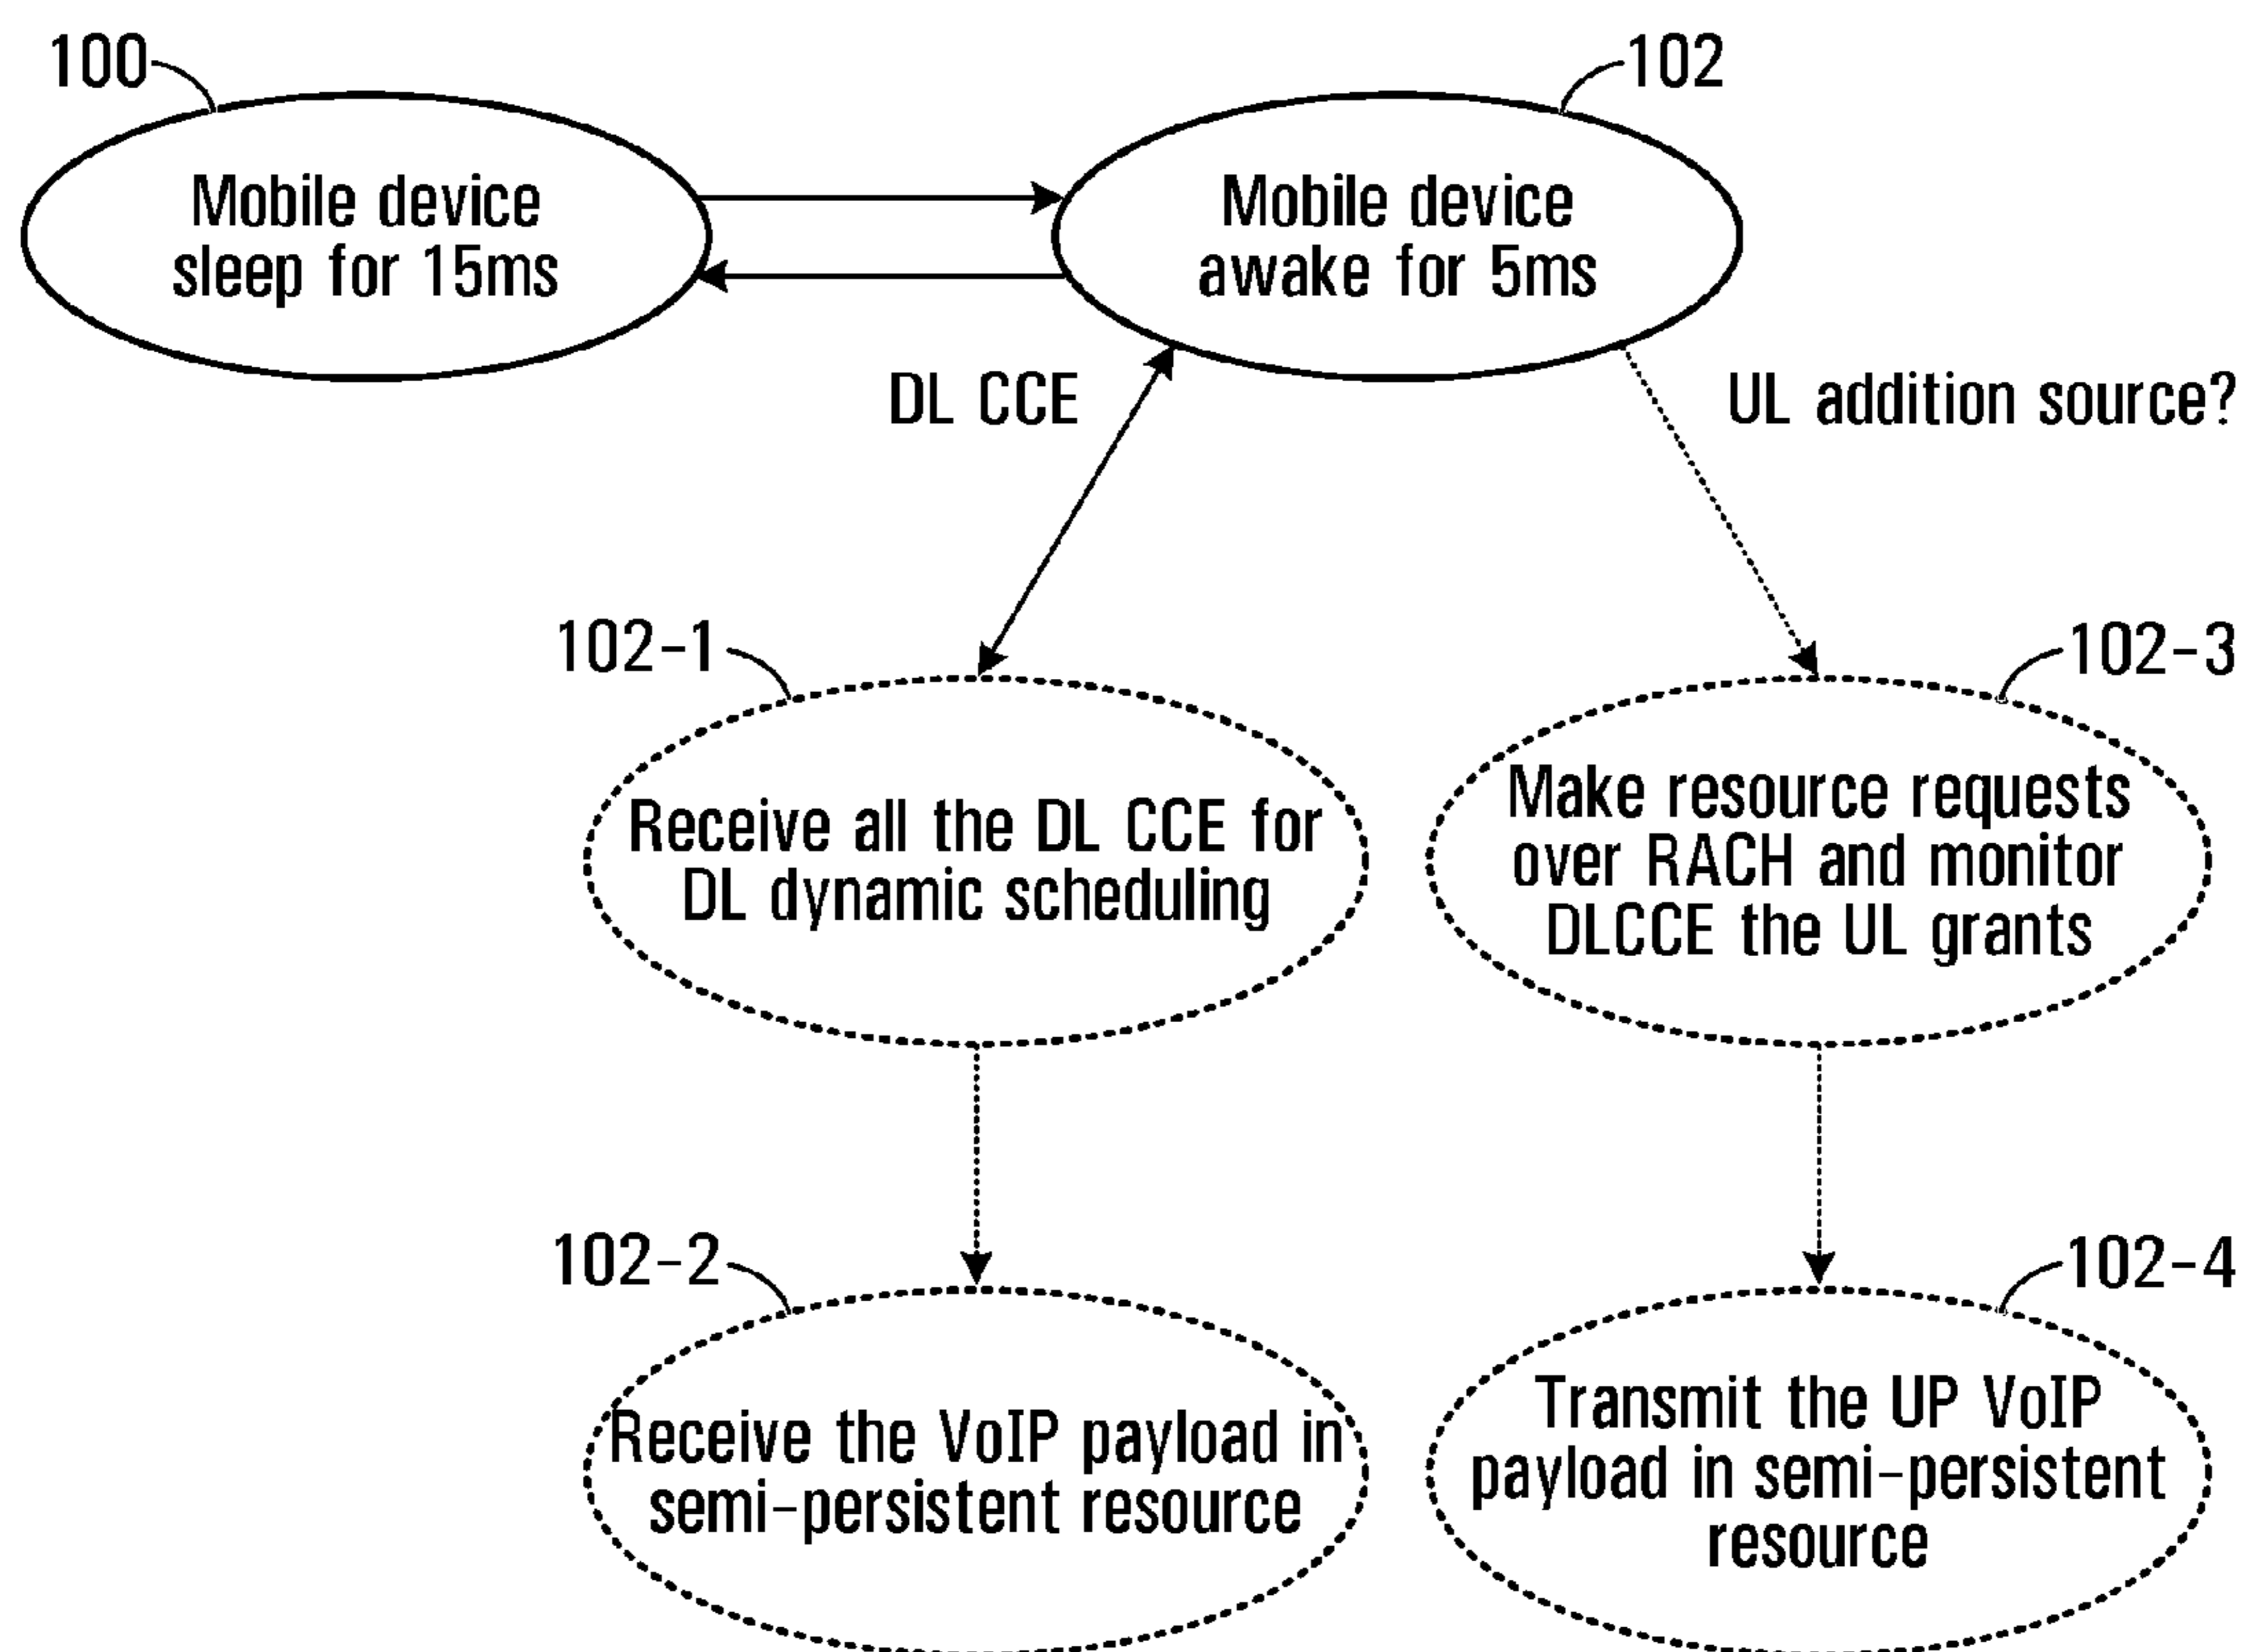 100
102
Mobile device
sleep for 15ms
Mobile device
awake for 5ms
DL CCE
UL addition source?
102-1
102-3
Receive all the DL CCE for
DL dynamic scheduling
Make resource requests
over RACH and monitor
DLCCE the UL grants
102-2
102-4
Receive the VoIP payload in
semi-persistent resource
Transmit the UP VoIP
payload in semi-persistent
resource